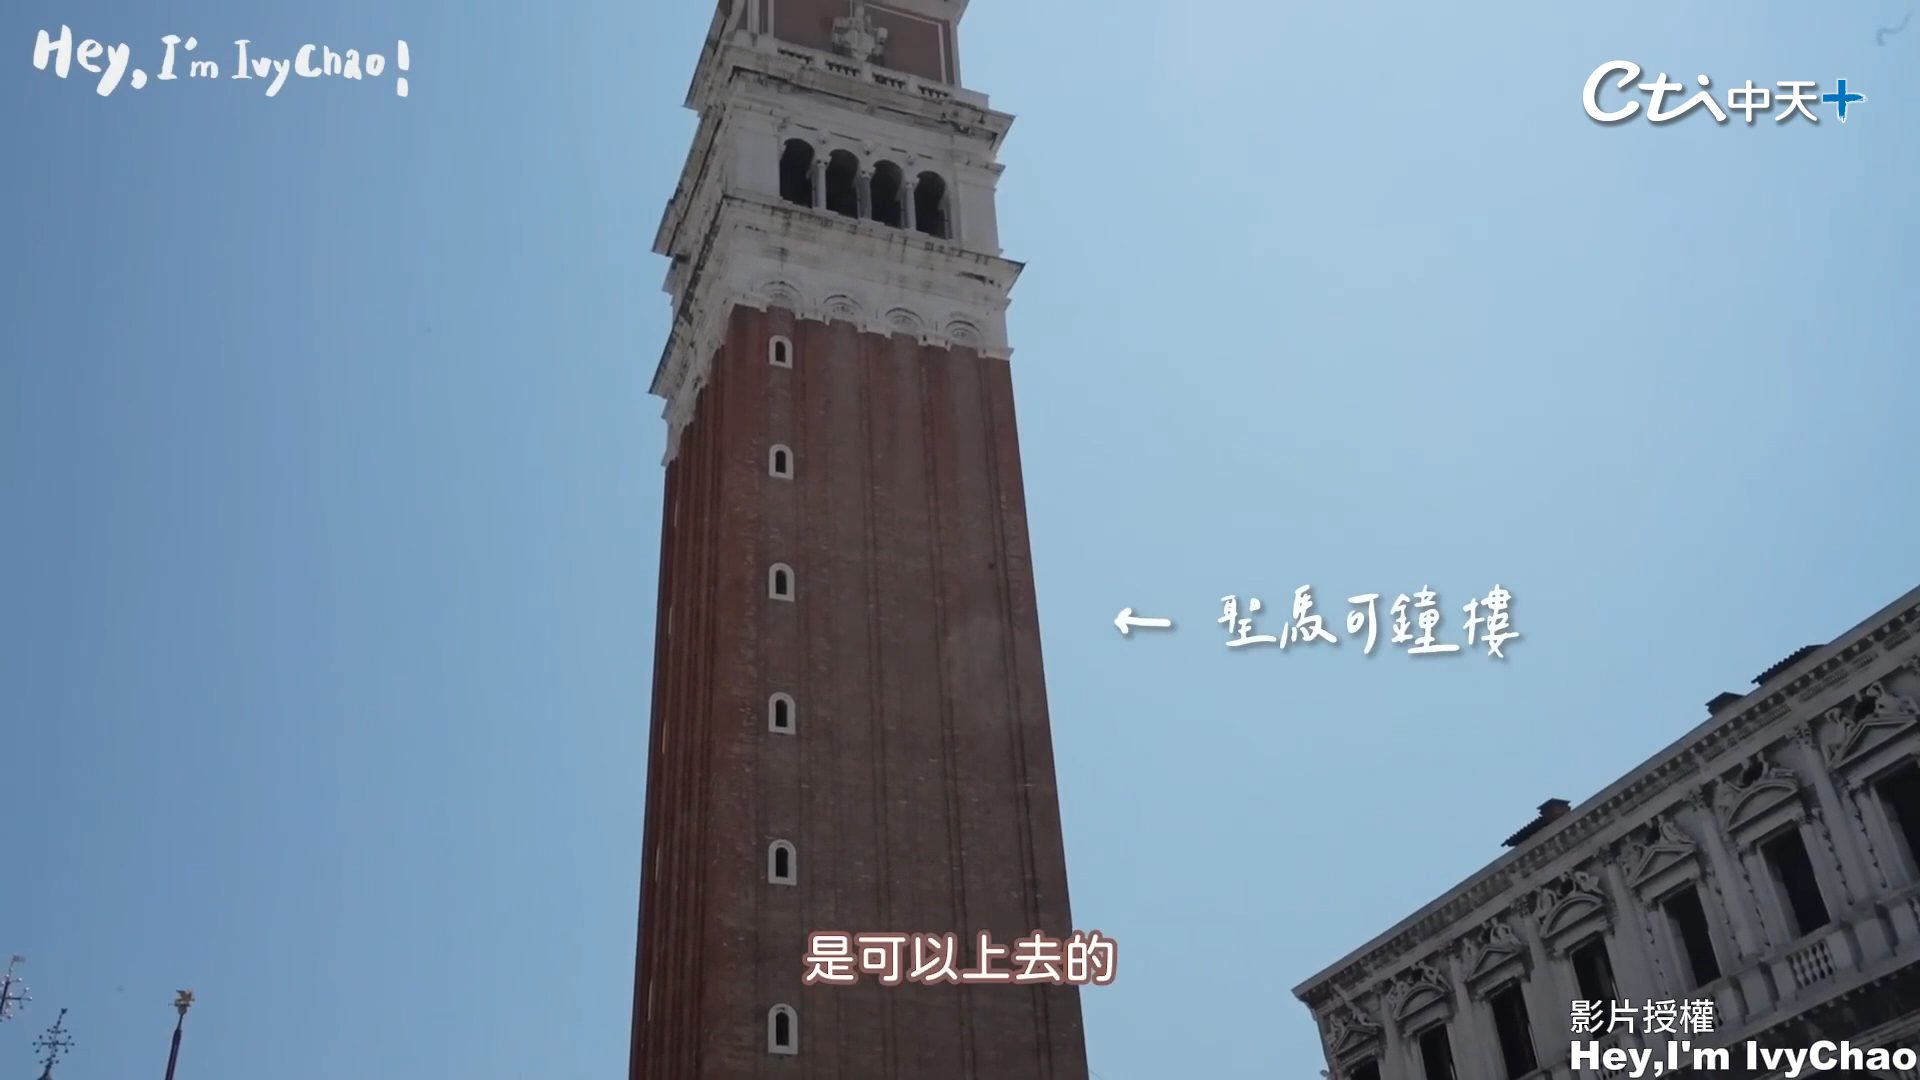 Hey, I'm IvyChao!
Cti中天+
← 聖馬可鐘樓
是可以上去的
影片授權
Hey,I'm IvyChao